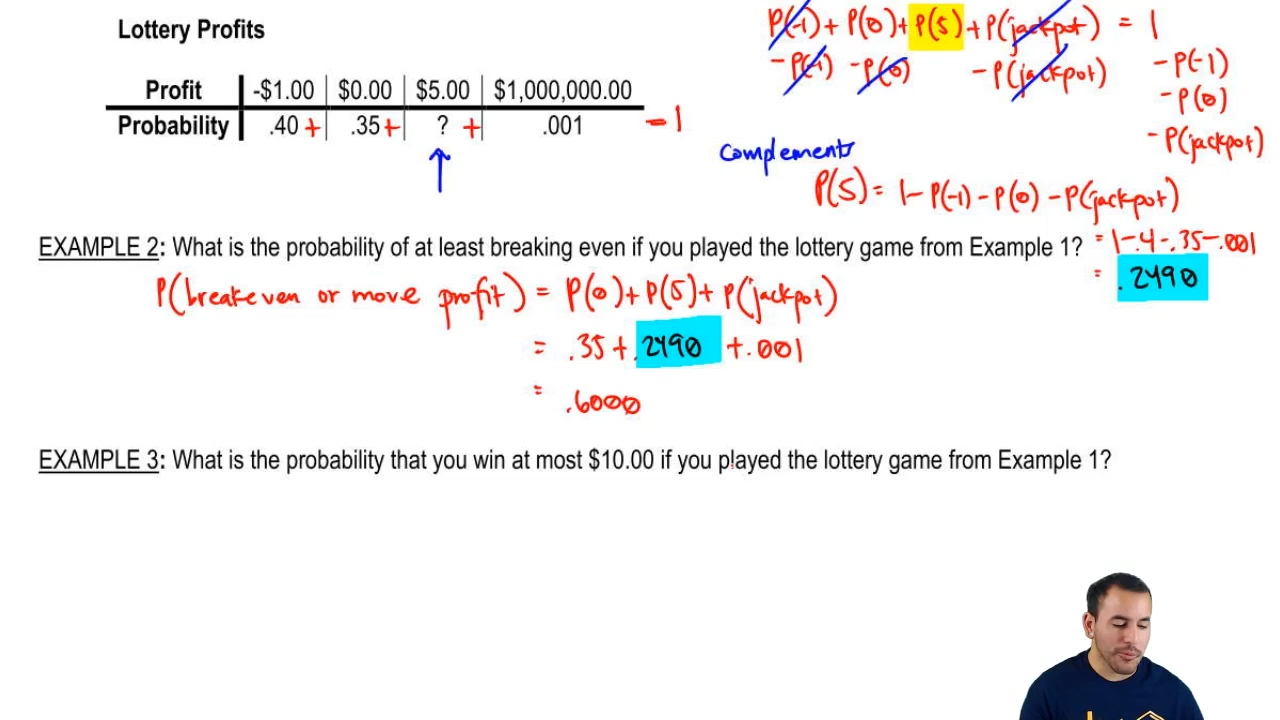 Lottery Profits
P(-1) + P(0) + P(5) + P(jackpot) = 1
-P(-1) -P(0) -P(jackpot) -P(-1)
-P(0)
-P(jackpot)
Profit -$1.00 $0.00 $5.00 $1,000,000.00
Probability .40 + .35 + ? + .001 = 1
complements
P(5) = 1 - P(-1) - P(0) - P(jackpot)
= 1 - .4 - .35 - .001
= .2490
EXAMPLE 2: What is the probability of at least breaking even if you played the lottery game from Example 1?
P(breakeven or move profit) = P(0) + P(5) + P(jackpot)
= .35 + .2490 + .001
= .6000
EXAMPLE 3: What is the probability that you win at most $10.00 if you played the lottery game from Example 1?